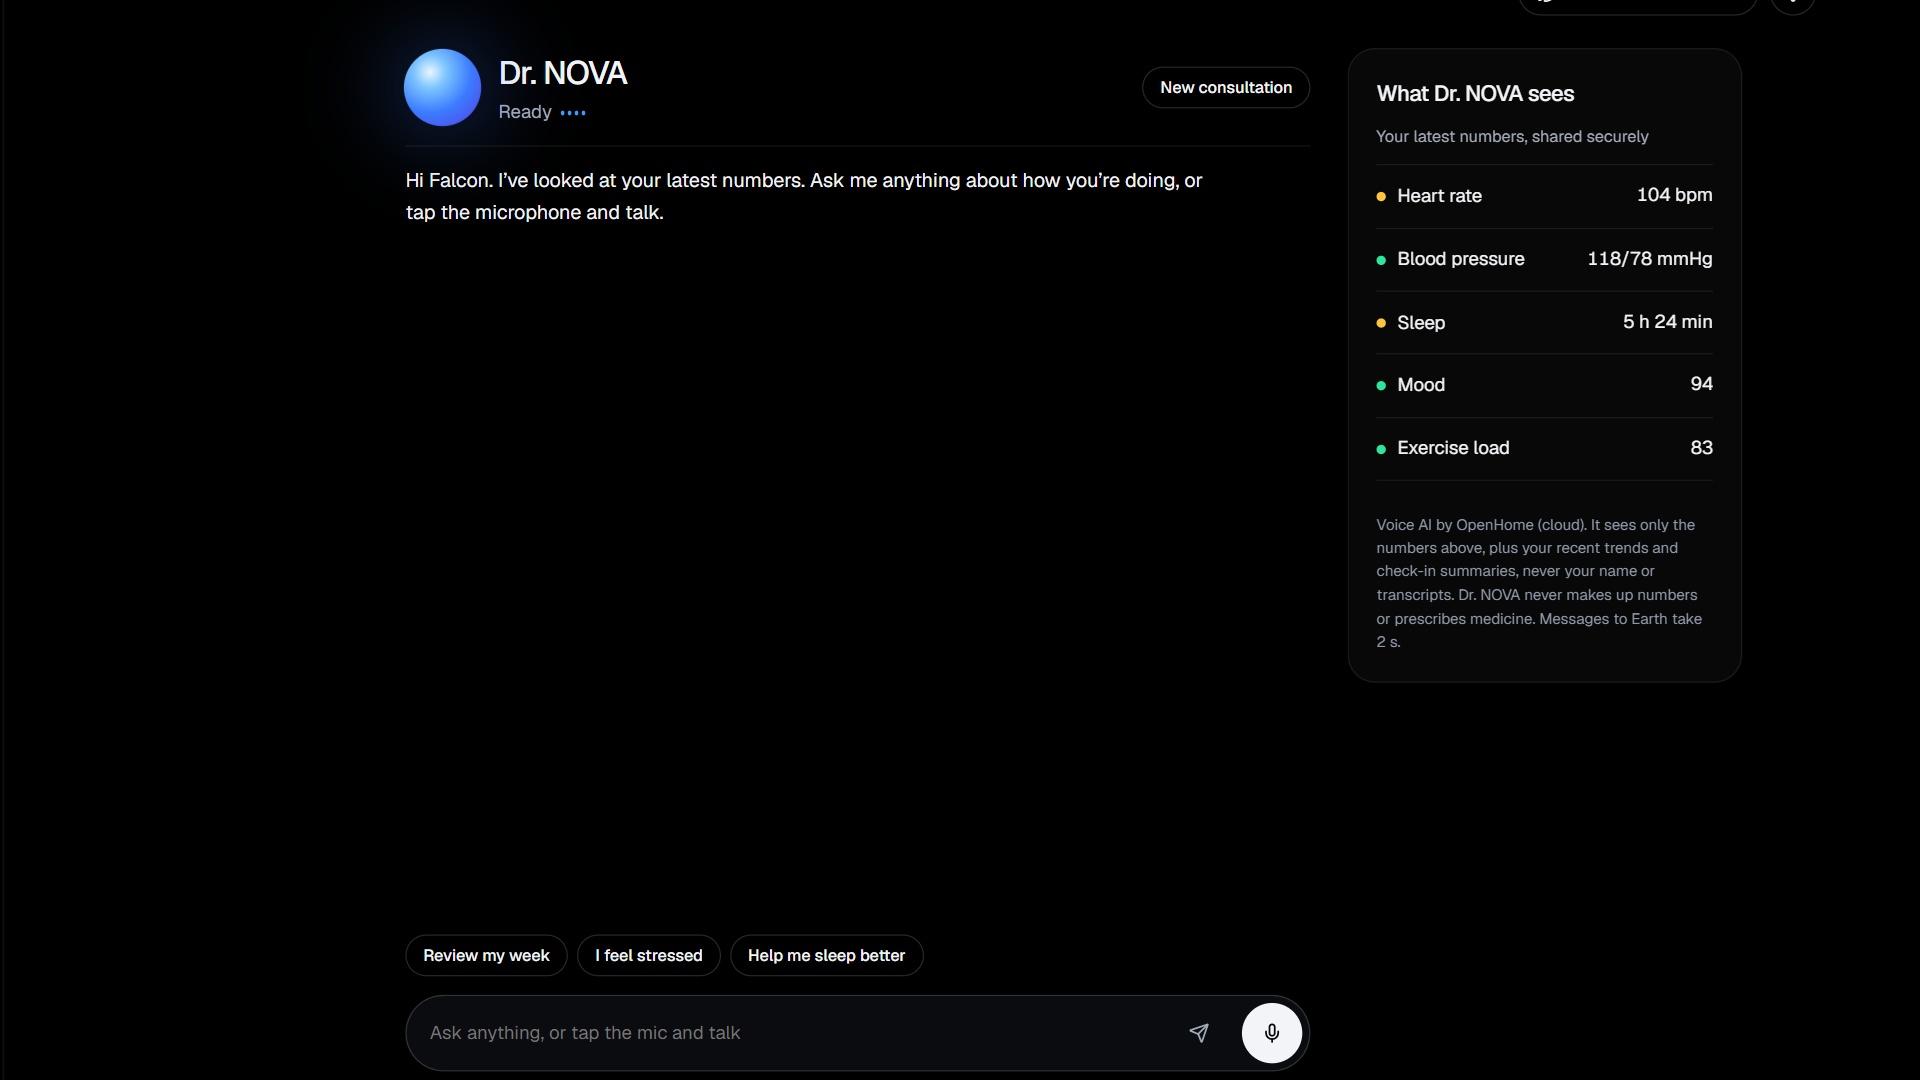 Dr. NOVA
Ready
New consultation
Hi Falcon. I’ve looked at your latest numbers. Ask me anything about how you’re doing, or
tap the microphone and talk.
Review my week
I feel stressed
Help me sleep better
Ask anything, or tap the mic and talk
What Dr. NOVA sees
Your latest numbers, shared securely
Heart rate 104 bpm
Blood pressure 118/78 mmHg
Sleep 5 h 24 min
Mood 94
Exercise load 83
Voice AI by OpenHome (cloud). It sees only the
numbers above, plus your recent trends and
check-in summaries, never your name or
transcripts. Dr. NOVA never makes up numbers
or prescribes medicine. Messages to Earth take
2 s.